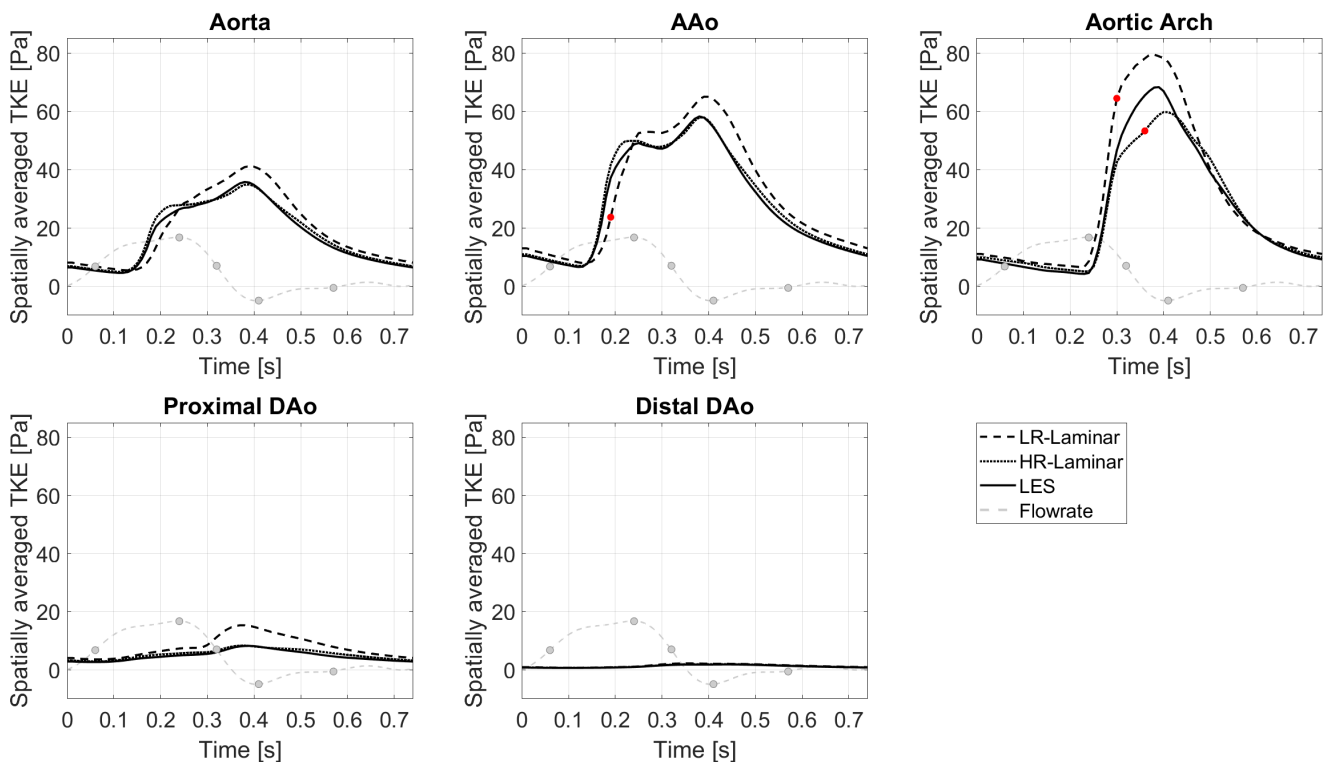 Aorta
Spatially averaged TKE [Pa]
80
60
40
20
0
0 0.1 0.2 0.3 0.4 0.5 0.6 0.7
Time [s]
AAo
Spatially averaged TKE [Pa]
80
60
40
20
0
0 0.1 0.2 0.3 0.4 0.5 0.6 0.7
Time [s]
Aortic Arch
Spatially averaged TKE [Pa]
80
60
40
20
0
0 0.1 0.2 0.3 0.4 0.5 0.6 0.7
Time [s]
Proximal DAo
Spatially averaged TKE [Pa]
80
60
40
20
0
0 0.1 0.2 0.3 0.4 0.5 0.6 0.7
Time [s]
Distal DAo
Spatially averaged TKE [Pa]
80
60
40
20
0
0 0.1 0.2 0.3 0.4 0.5 0.6 0.7
Time [s]
LR-Laminar
HR-Laminar
LES
Flowrate